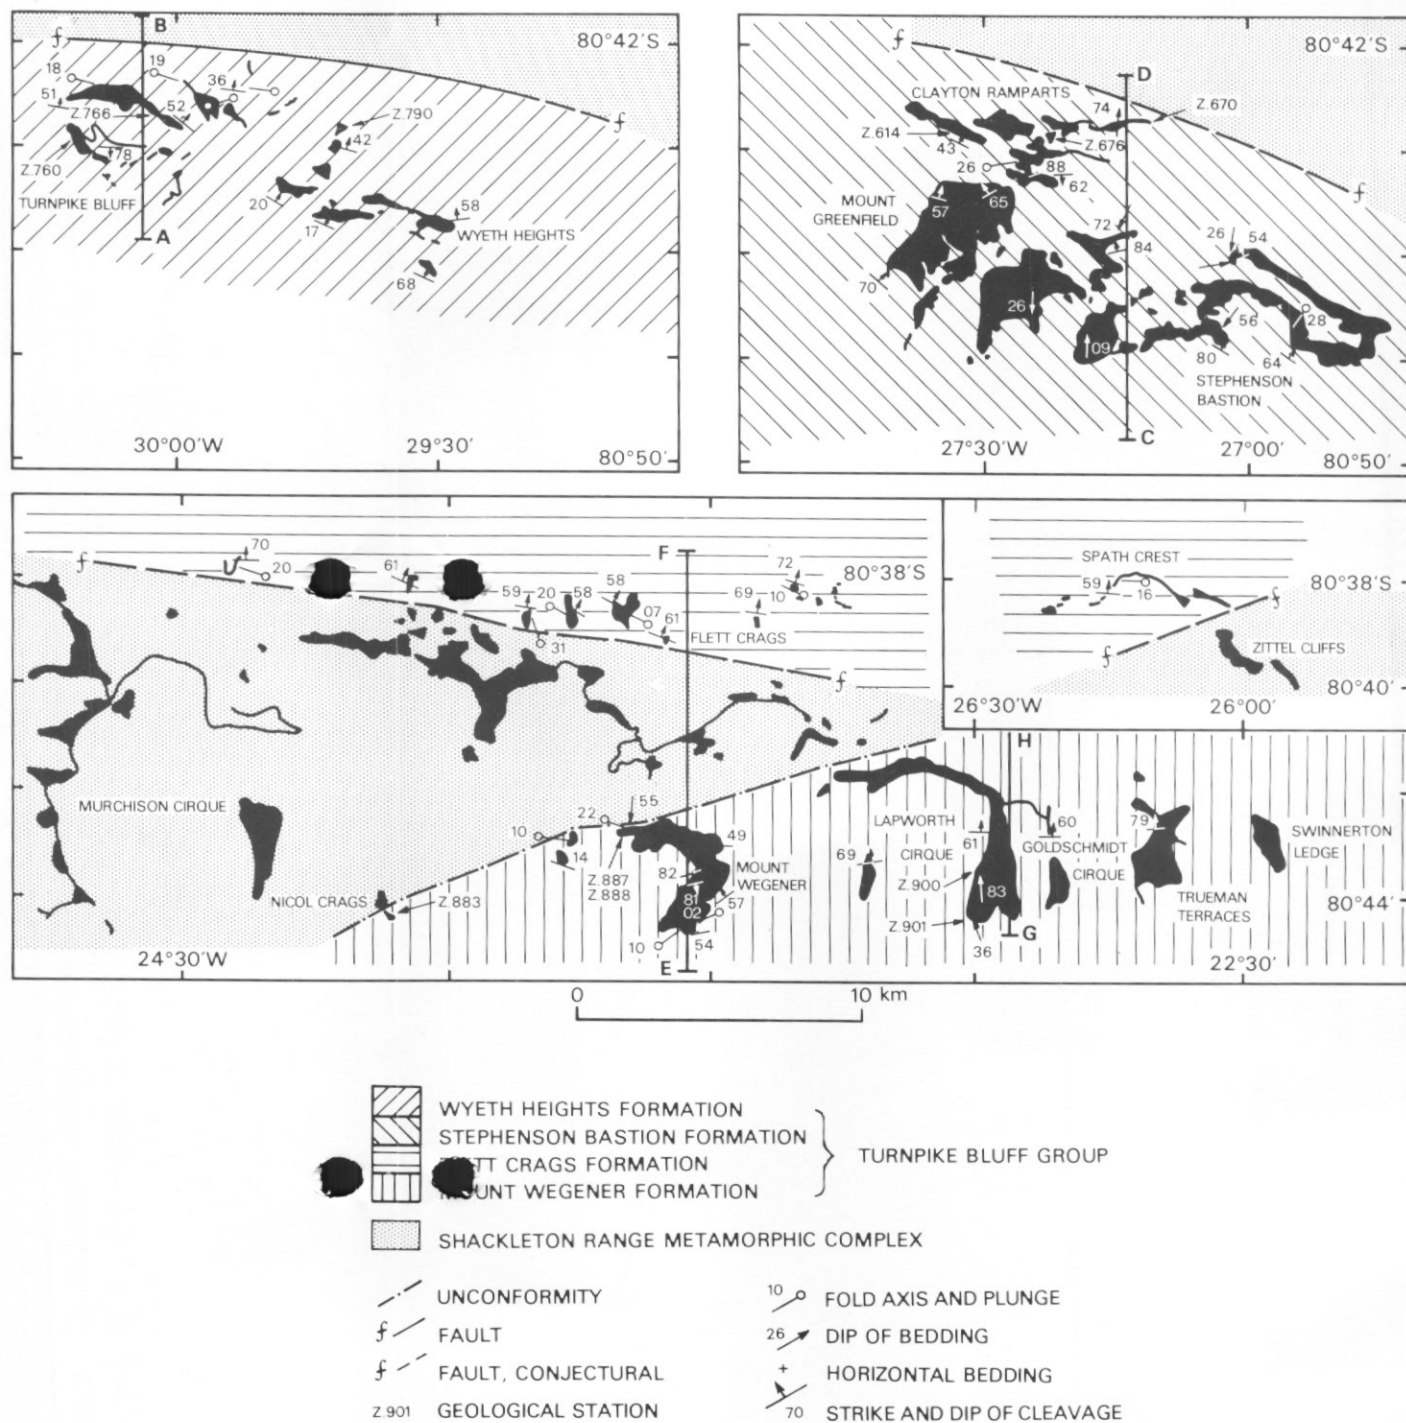 B
f
80°42'S
18
19
36
51
Z.766
52
Z.790
f
42
Z.760
78
20
58
TURNPIKE BLUFF
17
WYETH HEIGHTS
A
68
30°00'W
29°30'
80°50'
f
80°42'S
D
CLAYTON RAMPARTS
74
Z.670
Z.614
Z.676
43
26
88
62
f
MOUNT
GREENFIELD
57
65
72
84
26
54
70
26
56
28
09
80
64
STEPHENSON
BASTION
C
27°30'W
27°00'
80°50'
70
f
20
61
F
72
80°38'S
59
20
58
58
69
10
07
61
FLETT CRAGS
31
f
SPATH CREST
59
16
80°38'S
f
f
ZITTEL CLIFFS
80°40'
26°30'W
26°00'
H
MURCHISON CIRQUE
22
55
10
14
49
Z.887
Z.888
82
MOUNT
WEGENER
81
02
57
NICOL CRAGS
Z.883
10
54
E
LAPWORTH
CIRQUE
61
60
GOLDSCHMIDT
CIRQUE
69
Z.900
83
Z.901
36
G
79
SWINNERTON
LEDGE
TRUEMAN
TERRACES
80°44'
24°30'W
22°30'
0 10 km
WYETH HEIGHTS FORMATION
STEPHENSON BASTION FORMATION
TURNPIKE BLUFF GROUP
CRAGS FORMATION
WEGENER FORMATION
SHACKLETON RANGE METAMORPHIC COMPLEX
UNCONFORMITY
f FAULT
f FAULT, CONJECTURAL
Z.901 GEOLOGICAL STATION
10 FOLD AXIS AND PLUNGE
26 DIP OF BEDDING
+ HORIZONTAL BEDDING
70 STRIKE AND DIP OF CLEAVAGE